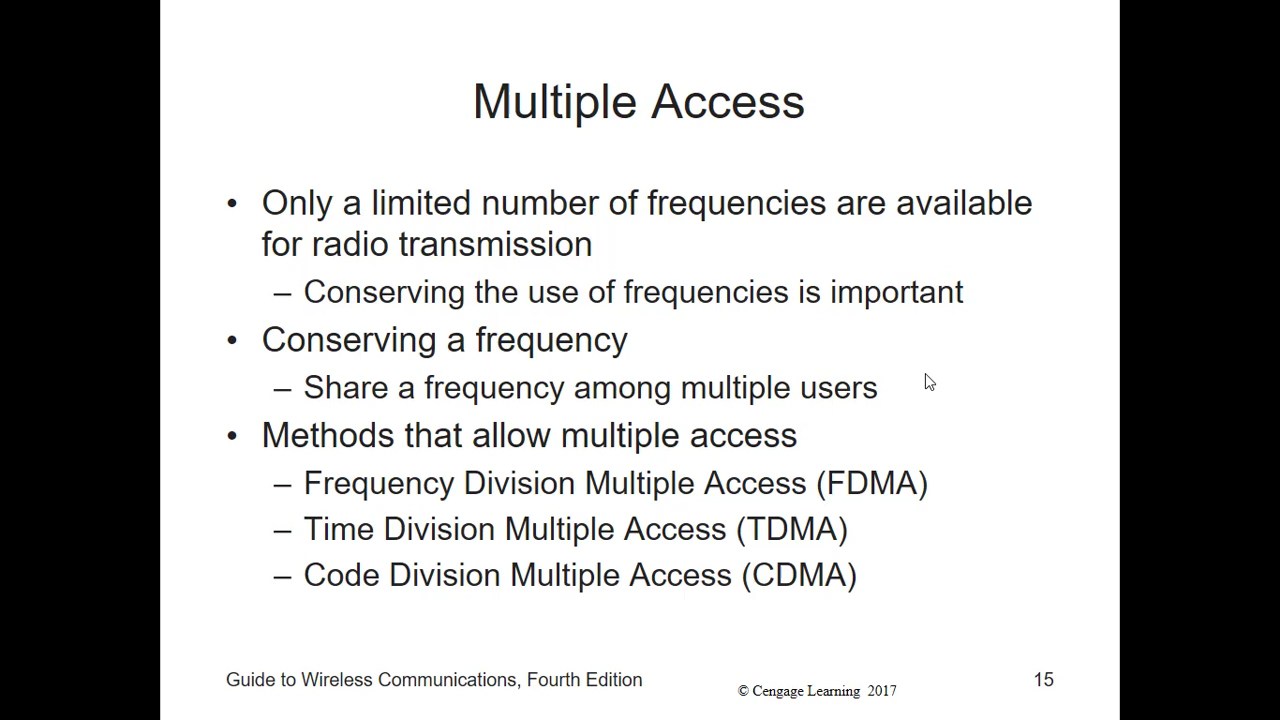 Multiple Access
• Only a limited number of frequencies are available
for radio transmission
– Conserving the use of frequencies is important
• Conserving a frequency
– Share a frequency among multiple users
• Methods that allow multiple access
– Frequency Division Multiple Access (FDMA)
– Time Division Multiple Access (TDMA)
– Code Division Multiple Access (CDMA)
Guide to Wireless Communications, Fourth Edition
© Cengage Learning 2017
15